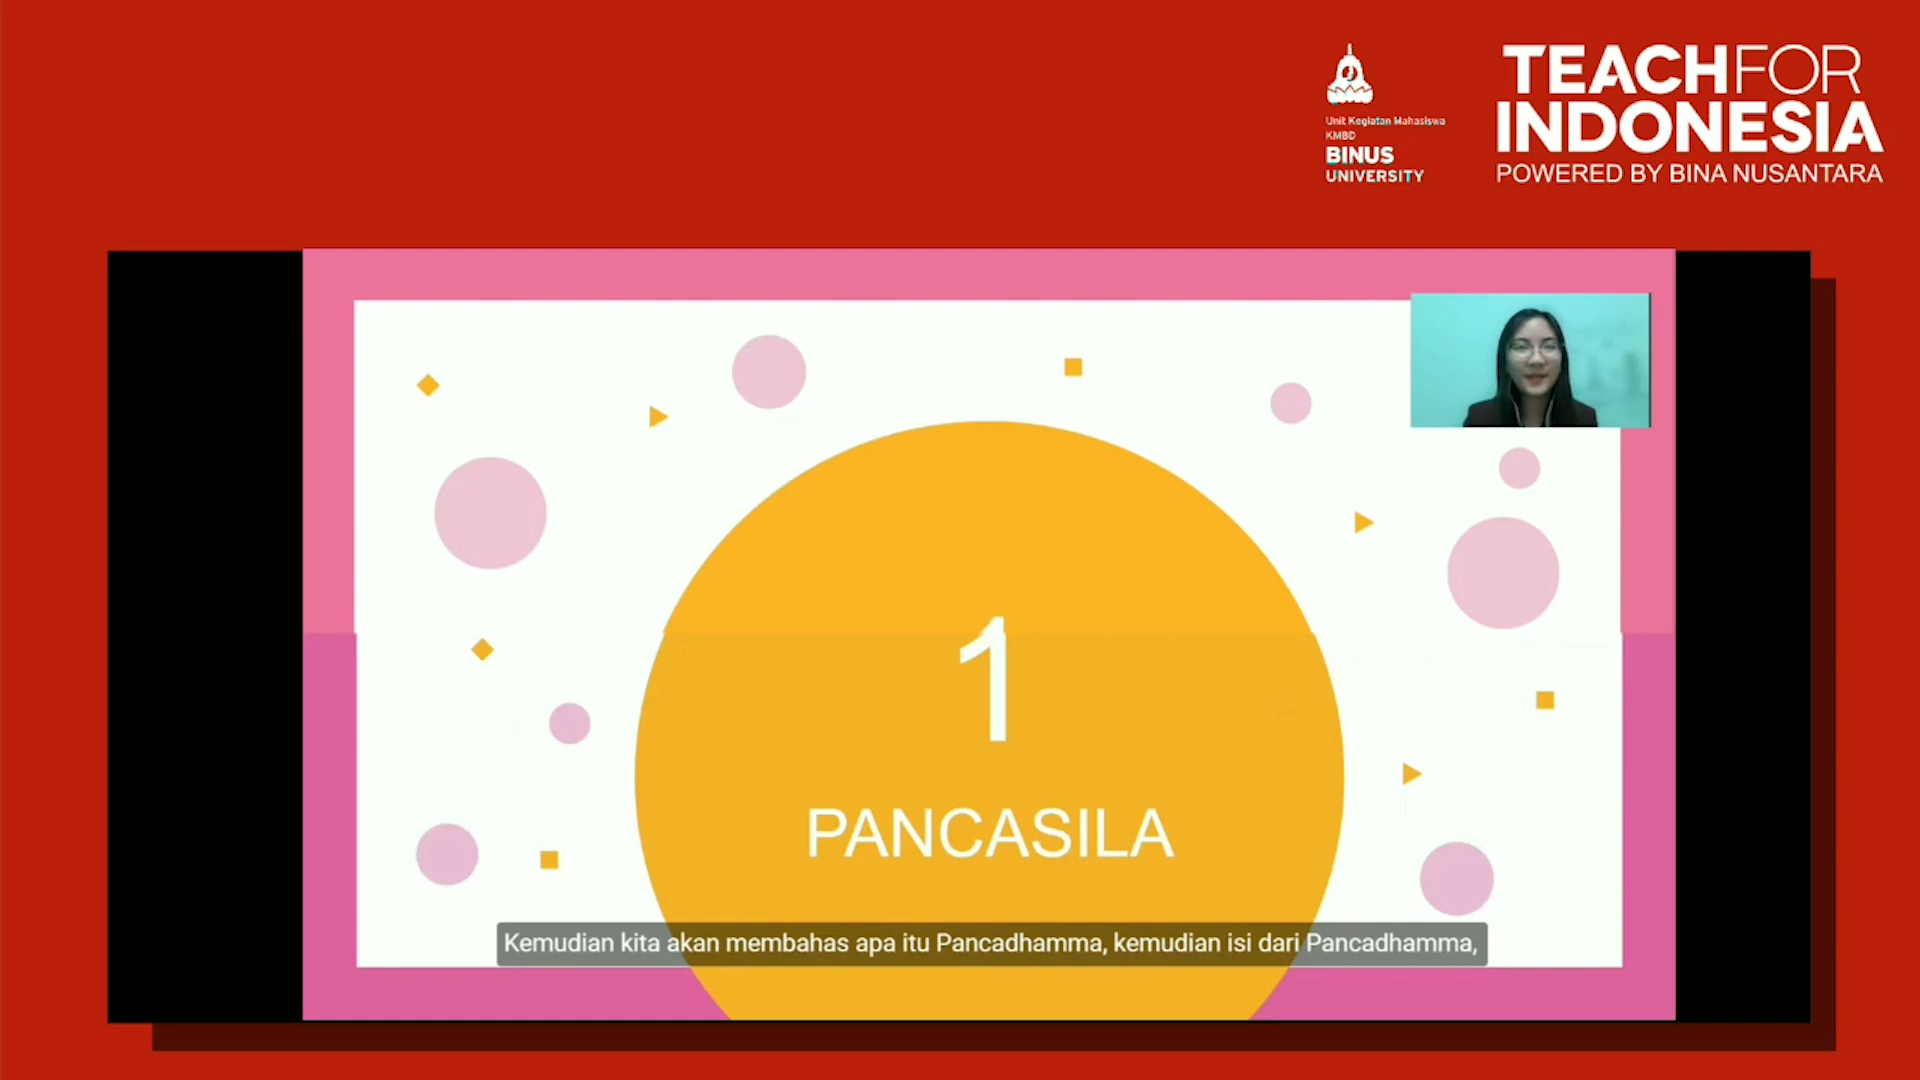 Unit Kegiatan Mahasiswa
KMBD
BINUS
UNIVERSITY
TEACHFOR
INDONESIA
POWERED BY BINA NUSANTARA
1
PANCASILA
Kemudian kita akan membahas apa itu Pancadhamma, kemudian isi dari Pancadhamma,